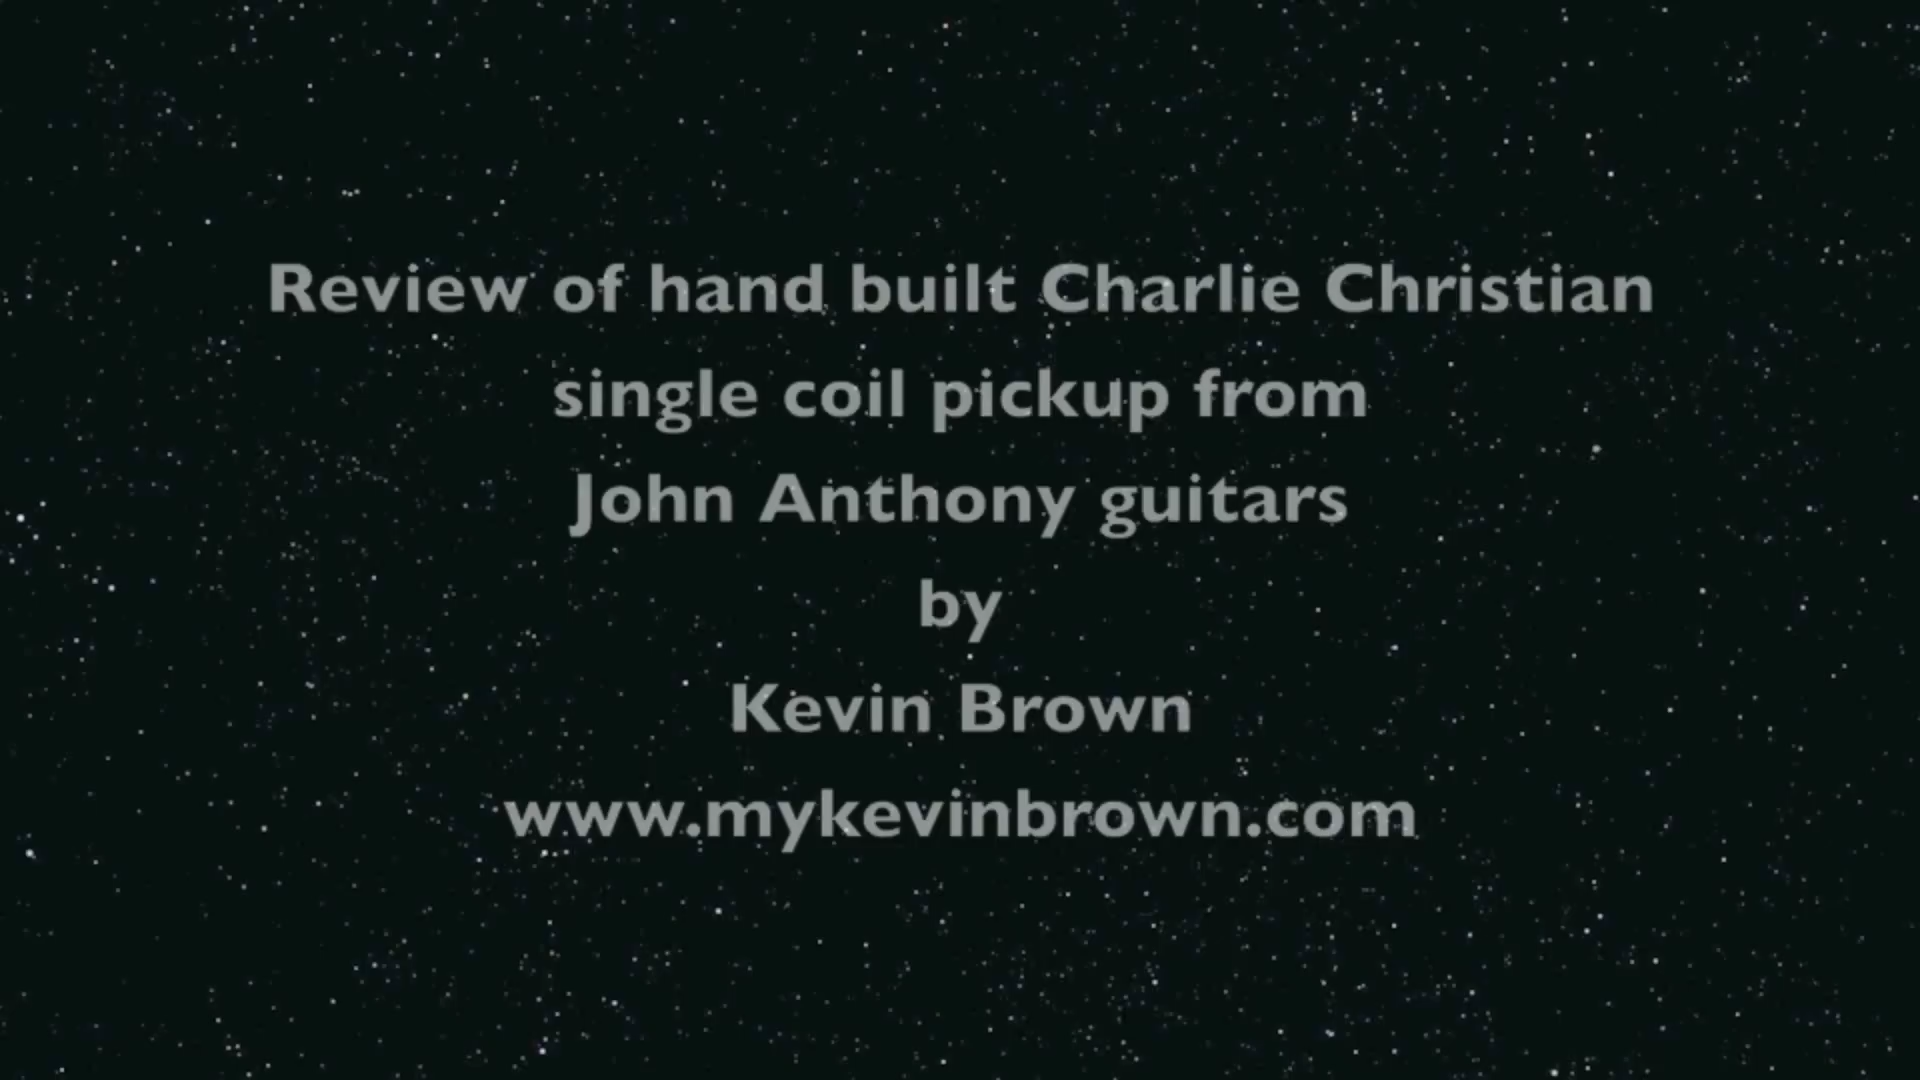 Review of hand built Charlie Christian
single coil pickup from
John Anthony guitars
by
Kevin Brown
www.mykevinbrown.com